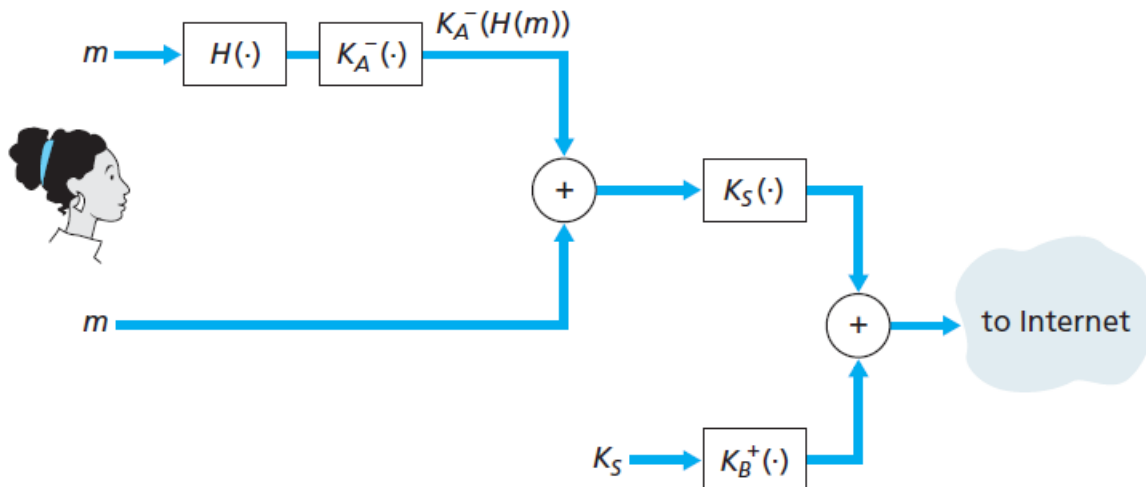 K_A^-(H(m))
m H(·) K_A^-(·)
+ K_S(·)
m + to Internet
K_S K_B^+(·)